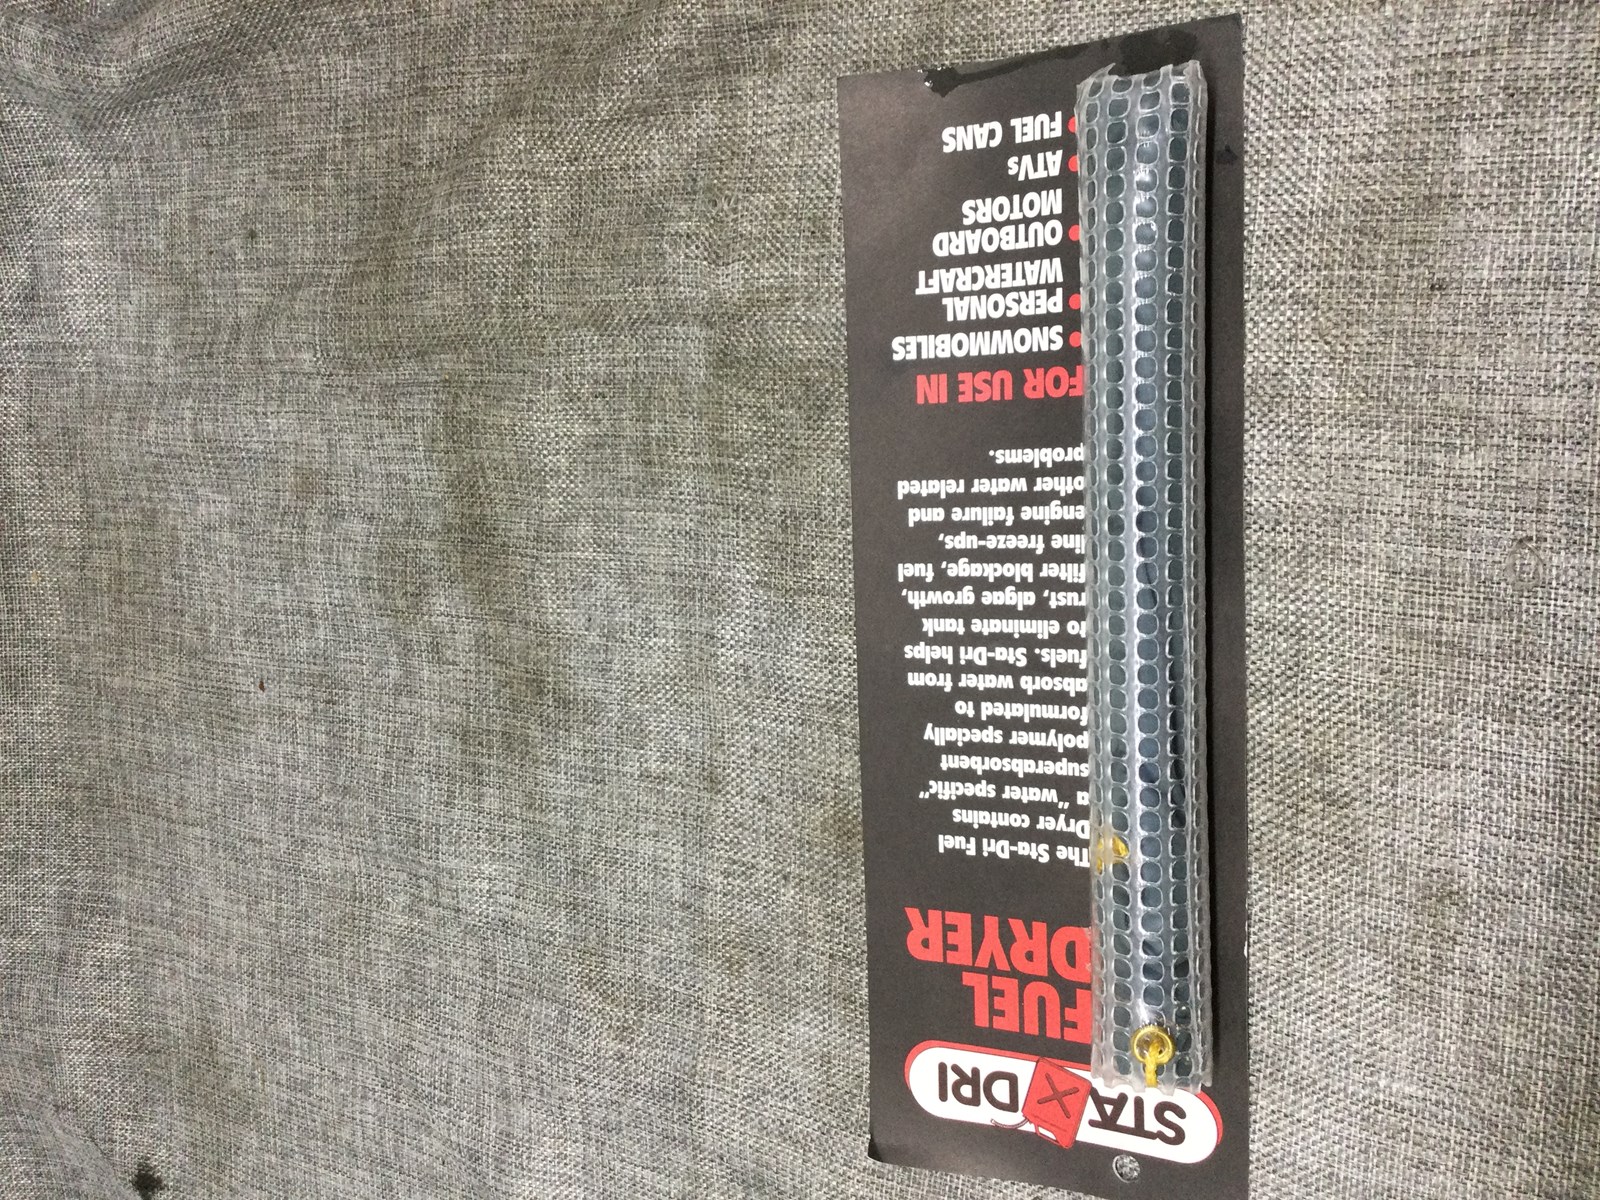 STA DRI
FUEL
DRYER
The Sta-Dri Fuel
Dryer contains
a "water specific"
superabsorbent
polymer specially
formulated to
absorb water from
fuels. Sta-Dri helps
to eliminate tank
rust, algae growth,
filter blockage, fuel
line freeze-ups,
engine failure and
other water related
problems.
FOR USE IN
• SNOWMOBILES
• PERSONAL
WATERCRAFT
• OUTBOARD
MOTORS
• ATVs
• FUEL CANS